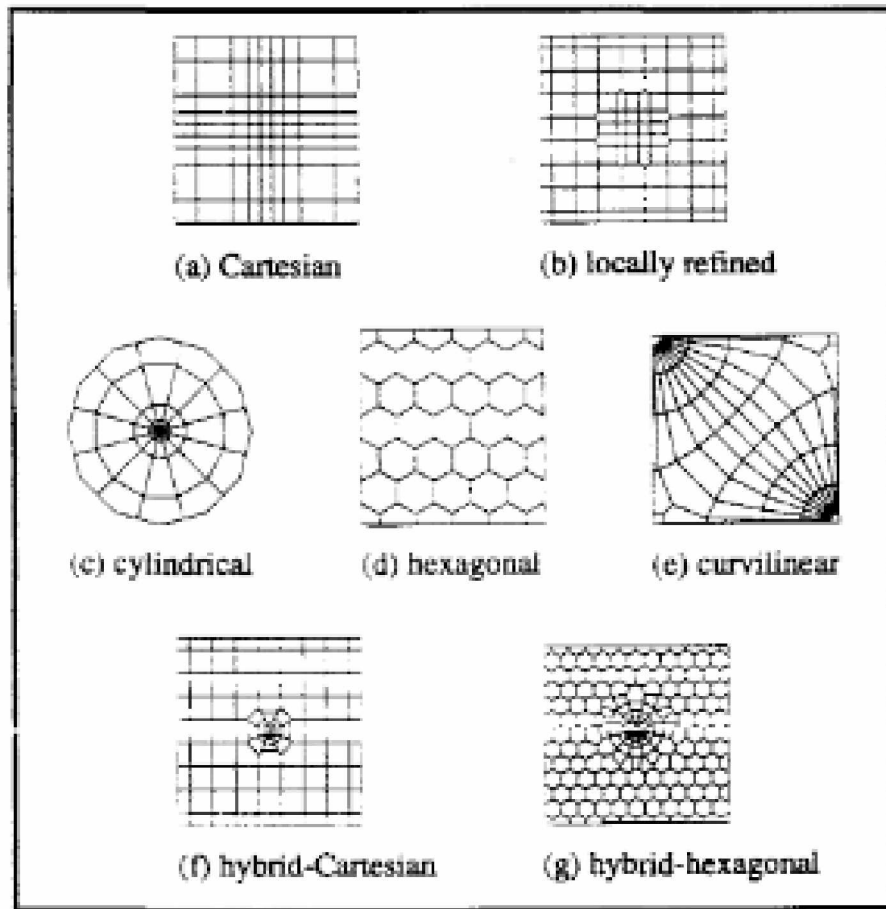 (a) Cartesian
(b) locally refined
(c) cylindrical
(d) hexagonal
(e) curvilinear
(f) hybrid-Cartesian
(g) hybrid-hexagonal